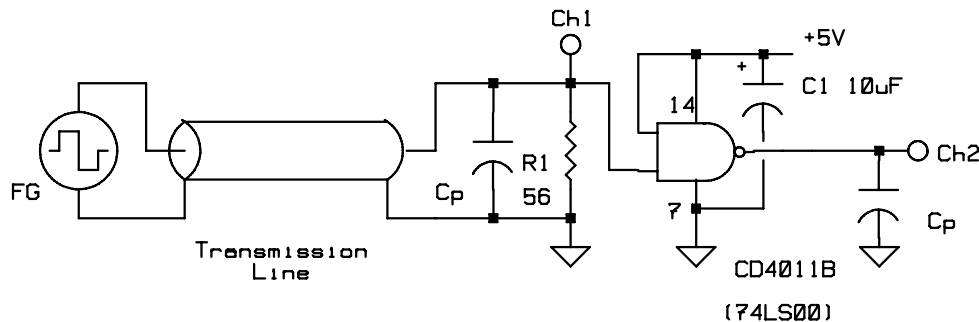 Ch1
+5V
+
C1 10uF
14
FG
Cp
R1
56
7
Ch2
Cp
Transmission
Line
CD4011B
(74LS00)